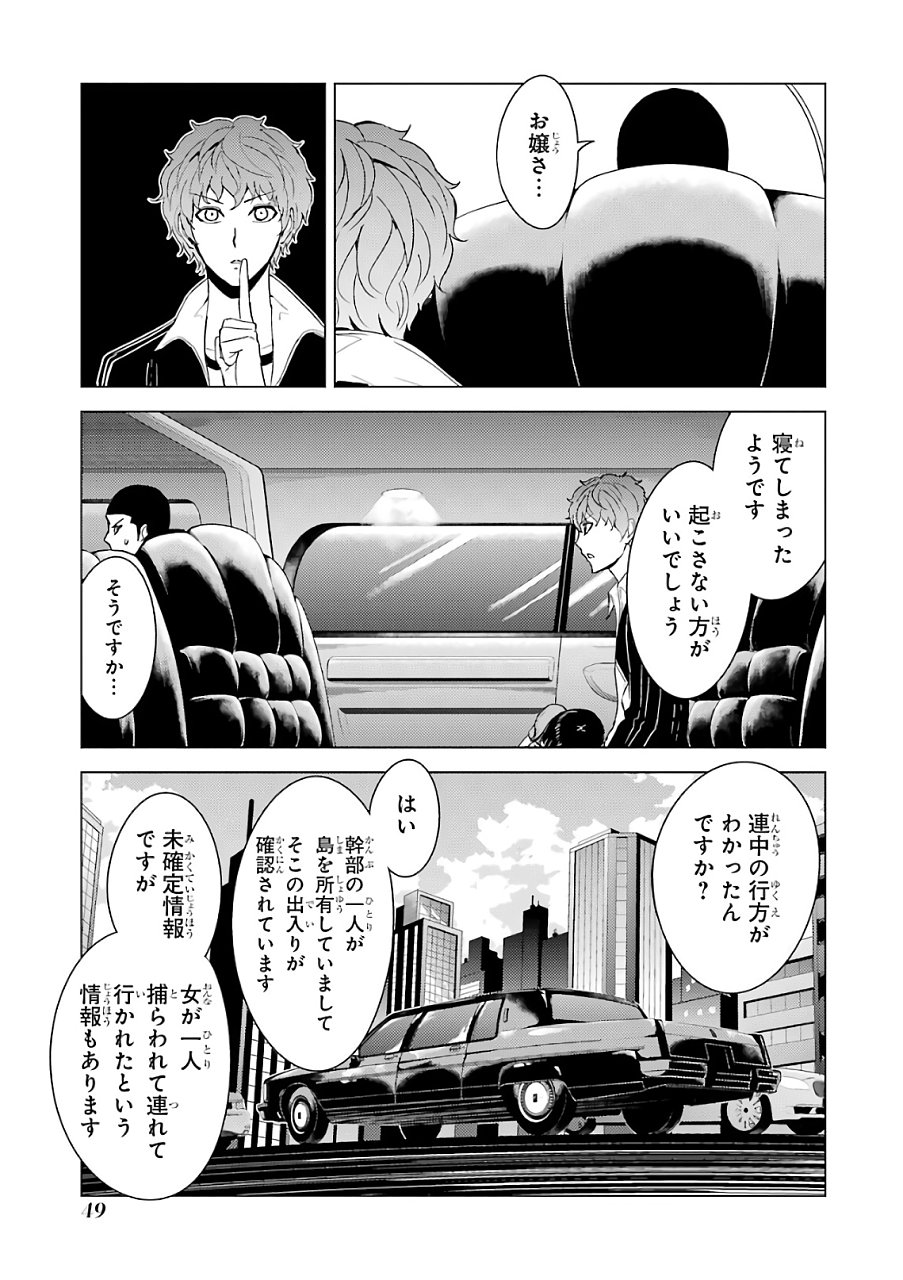 お嬢さ…
寝てしまった
ようです
起こさない方が
いいでしょう
そうですか…
連中の行方が
わかったん
ですか？
はい
幹部の一人が
島を所有していまして
そこの出入りが
確認されています
未確定情報
ですが
女が一人
捕らわれて連れて
行かれたという
情報もあります
49